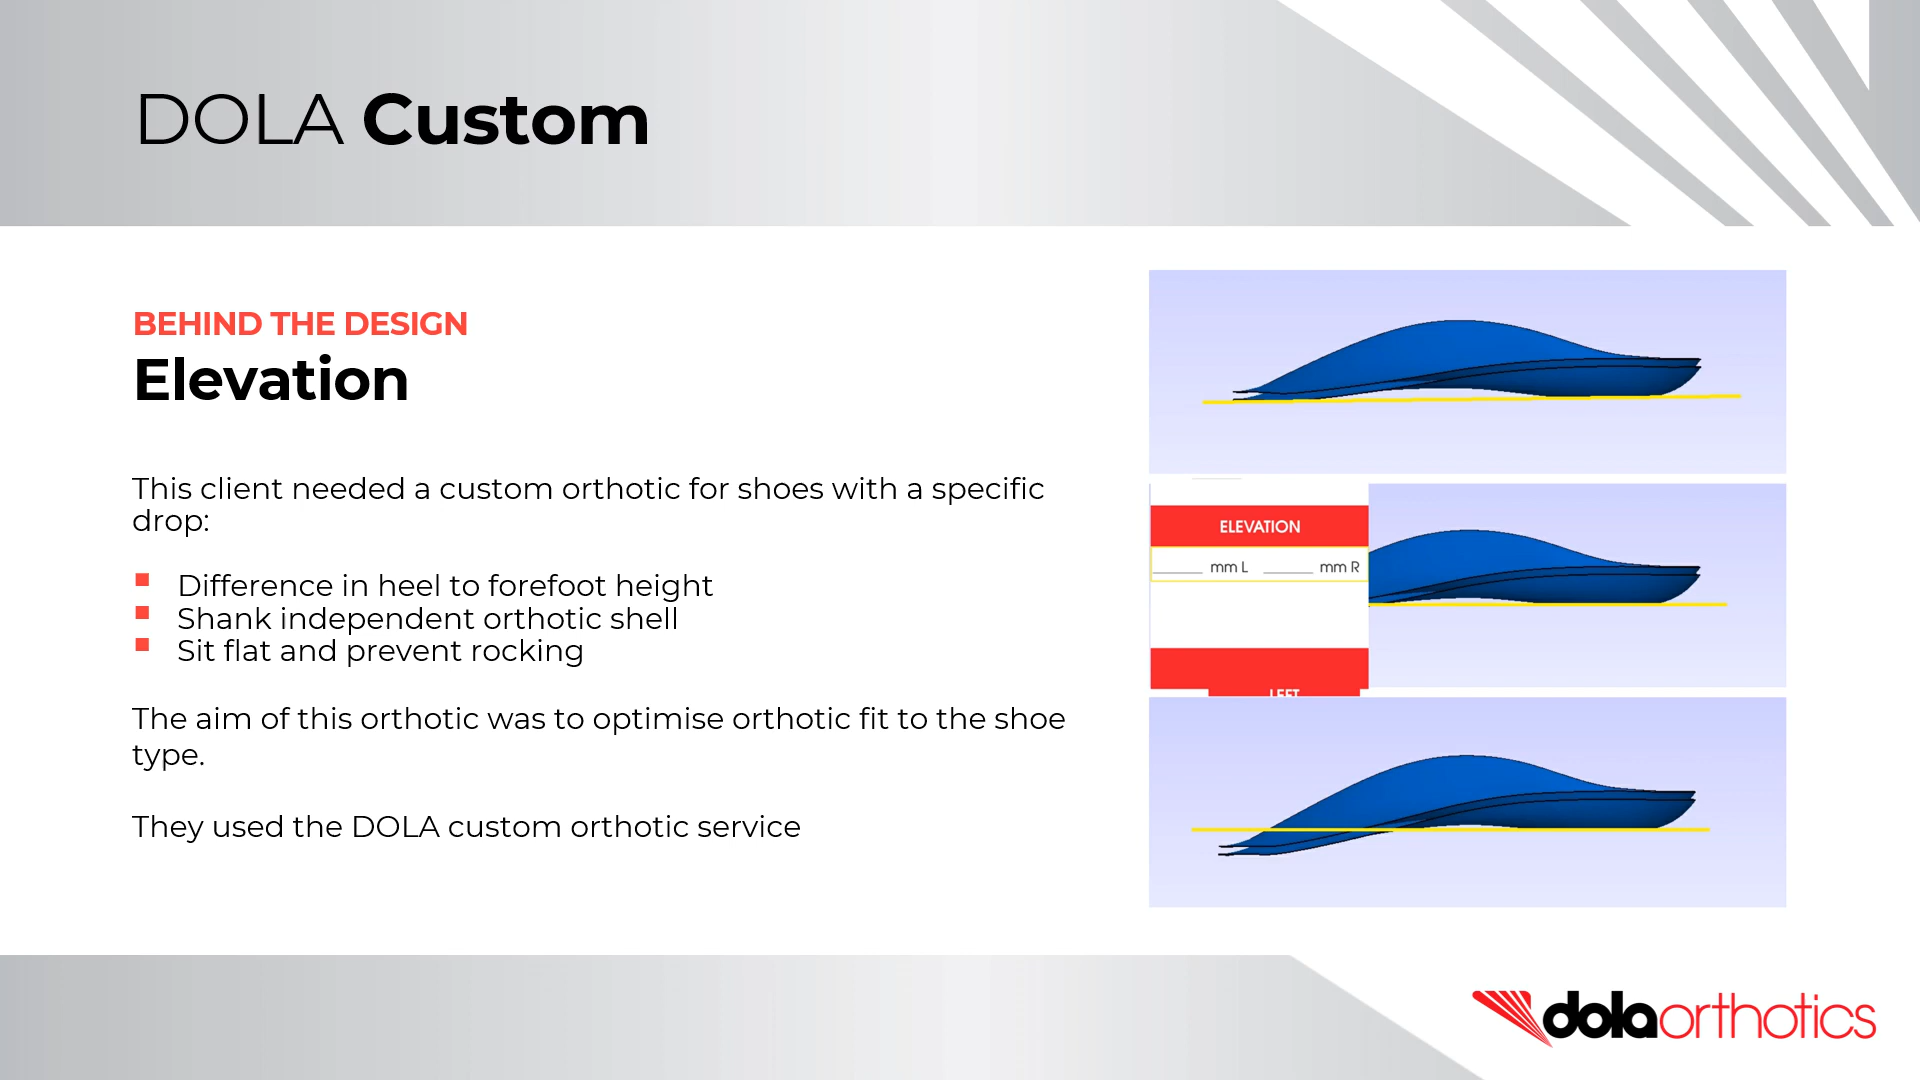 DOLA Custom
BEHIND THE DESIGN
Elevation
This client needed a custom orthotic for shoes with a specific
drop:
Difference in heel to forefoot height
Shank independent orthotic shell
Sit flat and prevent rocking
The aim of this orthotic was to optimise orthotic fit to the shoe
type.
They used the DOLA custom orthotic service
ELEVATION
______ mm L ______ mm R
LEFT
dolaorthotics